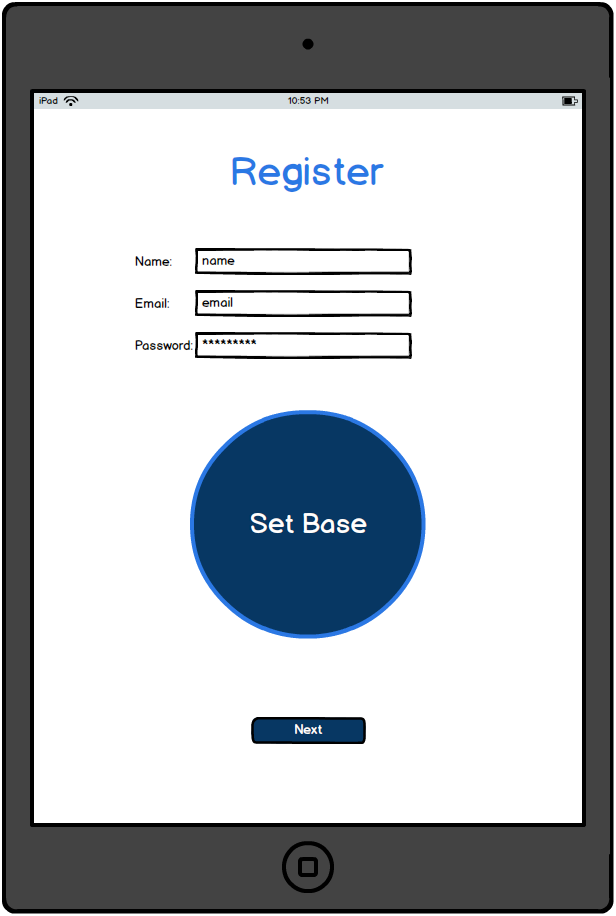 iPad 10:53 PM
Register
Name: name
Email: email
Password: *********
Set Base
Next